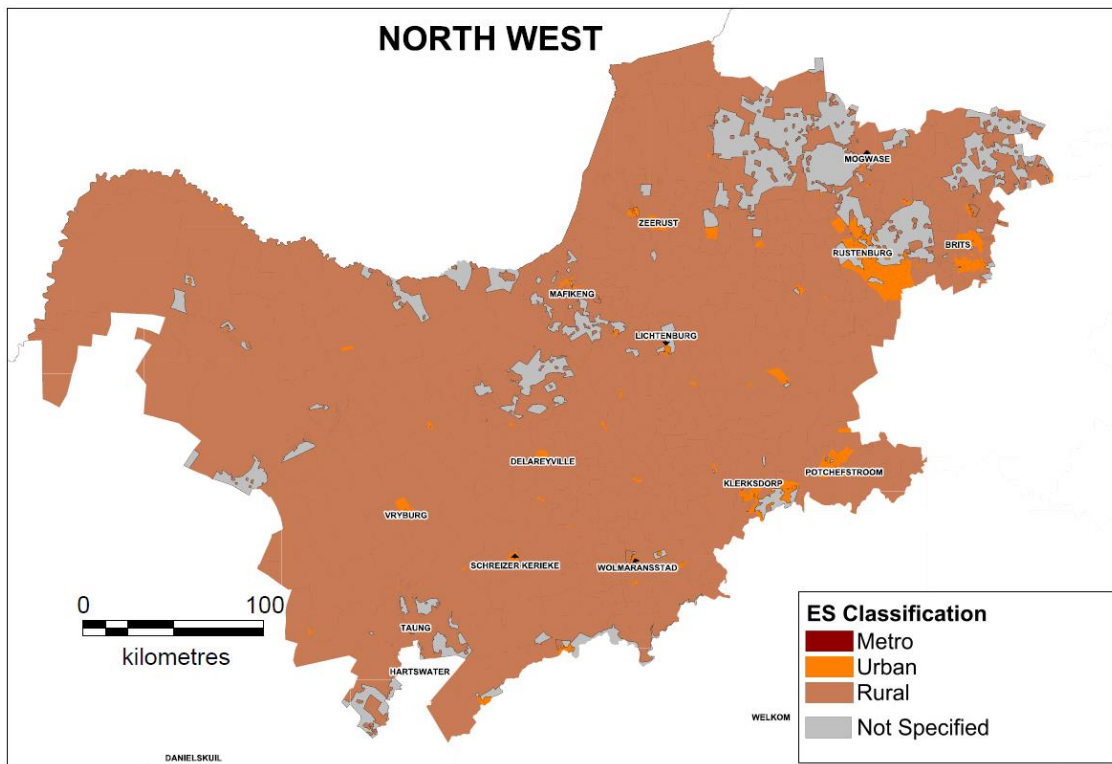 NORTH WEST
MOGWASE
ZEERUST
RUSTENBURG
BRITS
MAFIKENG
LICHTENBURG
DELAREYVILLE
POTCHEFSTROOM
KLERKSDORP
VRYBURG
SCHREIZER KERIEKE
WOLMARANSSTAD
0 100
kilometres
TAUNG
HARTSWATER
WELKOM
DANIELSKUIL
ES Classification
Metro
Urban
Rural
Not Specified